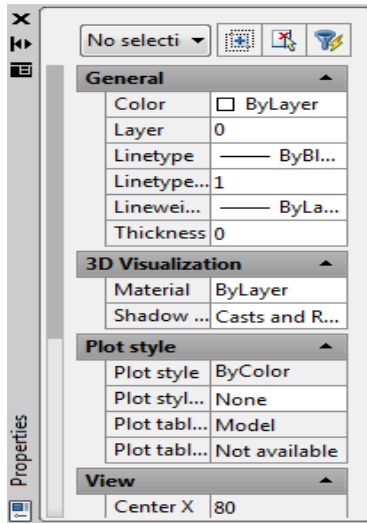 No selecti
General
Color ByLayer
Layer 0
Linetype ByBl...
Linetype... 1
Linewei... ByLa...
Thickness 0
3D Visualization
Material ByLayer
Shadow ... Casts and R...
Plot style
Plot style ByColor
Plot styl... None
Plot tabl... Model
Plot tabl... Not available
View
Center X 80
Properties